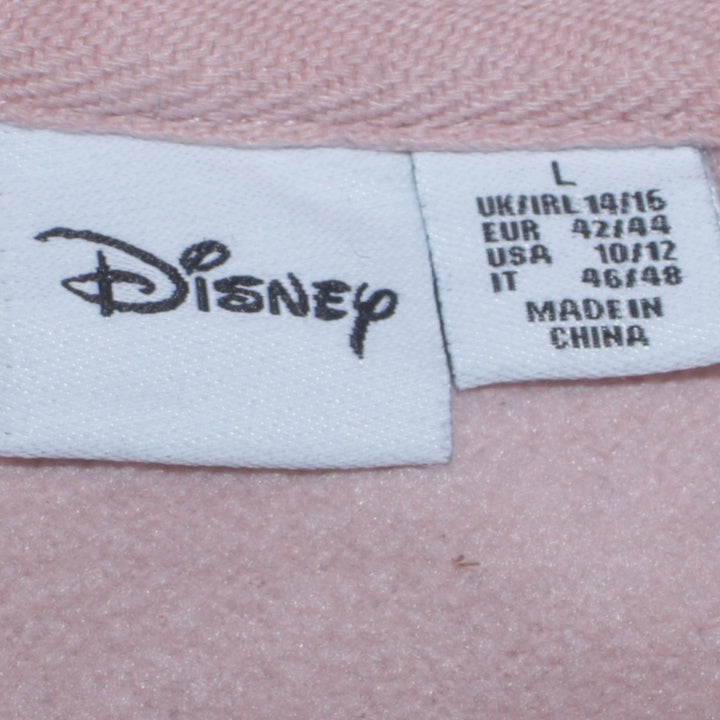 Disney
L
UK/IRL 14/16
EUR 42/44
USA 10/12
IT 46/48
MADE IN
CHINA